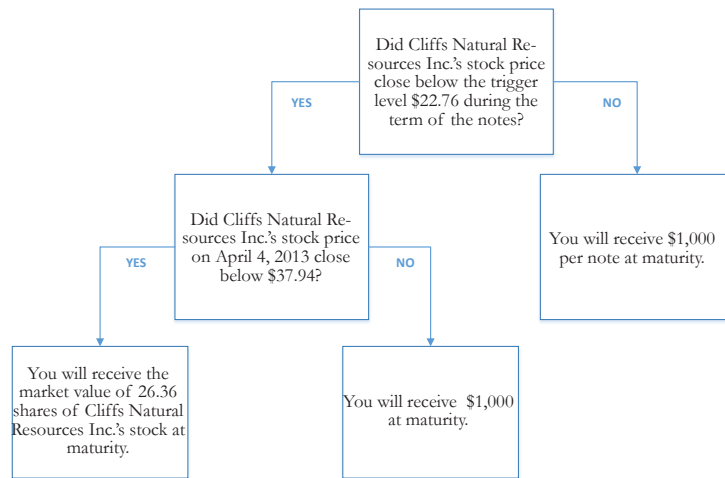 Did Cliffs Natural Re-
sources Inc.'s stock price
close below the trigger
level $22.76 during the
term of the notes?
YES
NO
Did Cliffs Natural Re-
sources Inc.'s stock price
on April 4, 2013 close
below $37.94?
You will receive $1,000
per note at maturity.
YES
NO
You will receive the
market value of 26.36
shares of Cliffs Natural
Resources Inc.'s stock at
maturity.
You will receive $1,000
at maturity.